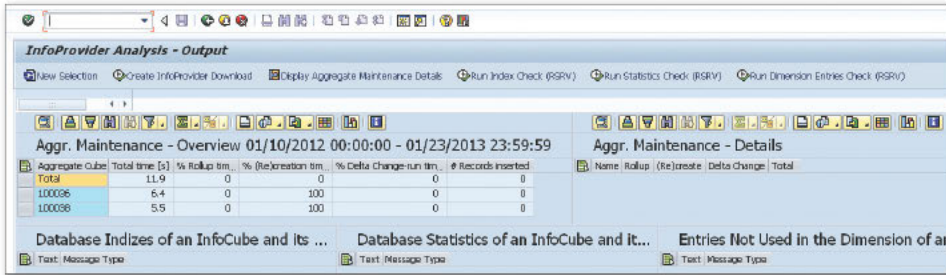 InfoProvider Analysis - Output
New Selection Create InfoProvider Download Display Aggregate Maintenance Details Run Index Check (RSRV) Run Statistics Check (RSRV) Run Dimension Entries Check (RSRV)
Aggr. Maintenance - Overview 01/10/2012 00:00:00 - 01/23/2013 23:59:59
Aggr. Maintenance - Details
Aggregate Cube Total time [s] % Rollup tim... % (Re)creation tim... % Delta Change-run tim... # Records inserted
Name Rollup (Re)create Delta Change Total
Total 11.9 0 0 0 0
100036 6.4 0 100 0 0
100038 5.5 0 100 0 0
Database Indizes of an InfoCube and its ...
Database Statistics of an InfoCube and it...
Entries Not Used in the Dimension of a
Text Message Type
Text Message Type
Text Message Type